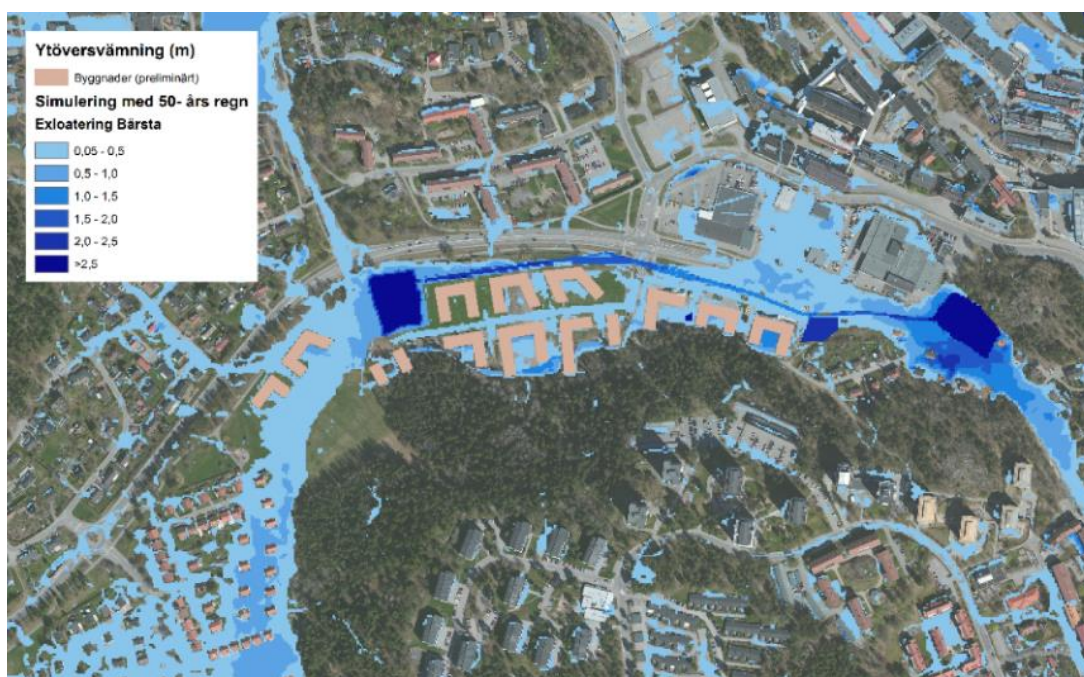 Ytöversvämning (m)
Byggnader (preliminärt)
Simulering med 50- års regn
Exloatering Bärsta
0,05 - 0,5
0,5 - 1,0
1,0 - 1,5
1,5 - 2,0
2,0 - 2,5
>2,5